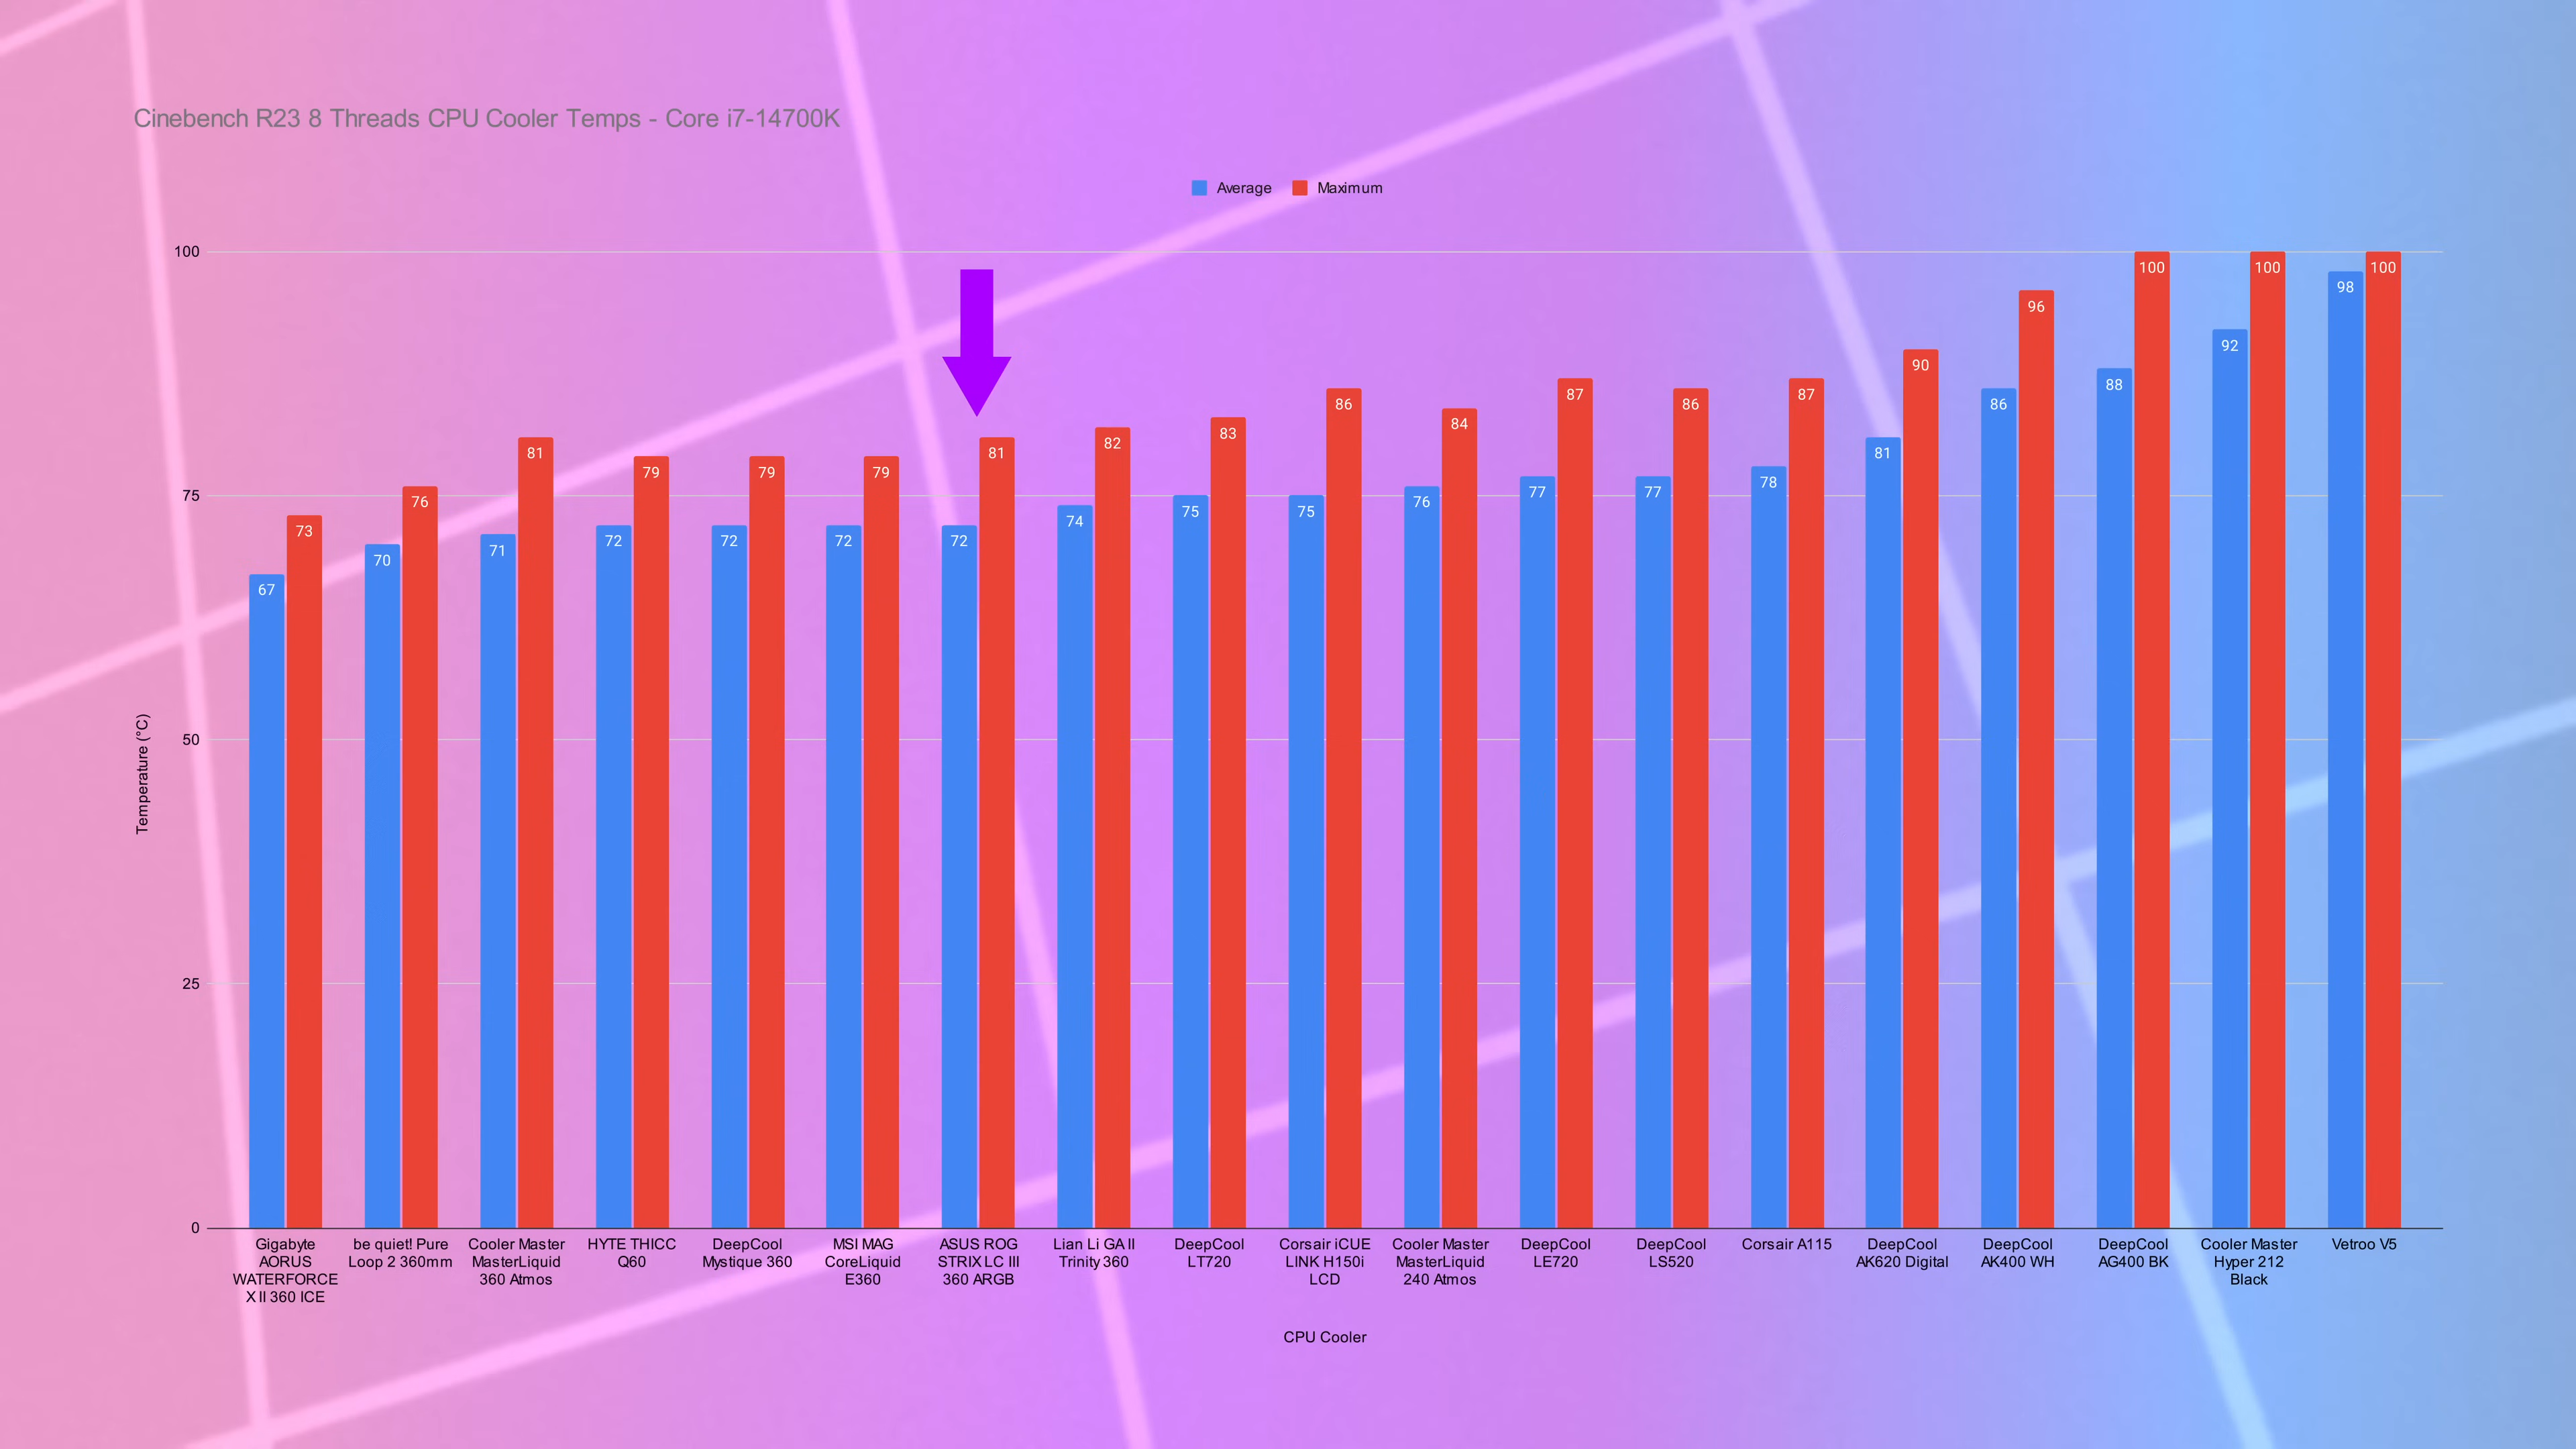 Cinebench R23 8 Threads CPU Cooler Temps - Core i7-14700K
Average
Maximum
100
75
50
25
0
Temperature (°C)
67
73
70
76
71
81
72
79
72
79
72
79
72
81
74
82
75
83
75
86
76
84
77
87
77
86
78
87
81
90
86
96
88
100
92
100
98
100
Gigabyte
AORUS
WATERFORCE
X II 360 ICE
be quiet! Pure
Loop 2 360mm
Cooler Master
MasterLiquid
360 Atmos
HYTE THICC
Q60
DeepCool
Mystique 360
MSI MAG
CoreLiquid
E360
ASUS ROG
STRIX LC III
360 ARGB
Lian Li GA II
Trinity 360
DeepCool
LT720
Corsair iCUE
LINK H150i
LCD
Cooler Master
MasterLiquid
240 Atmos
DeepCool
LE720
DeepCool
LS520
Corsair A115
DeepCool
AK620 Digital
DeepCool
AK400 WH
DeepCool
AG400 BK
Cooler Master
Hyper 212
Black
Vetroo V5
CPU Cooler